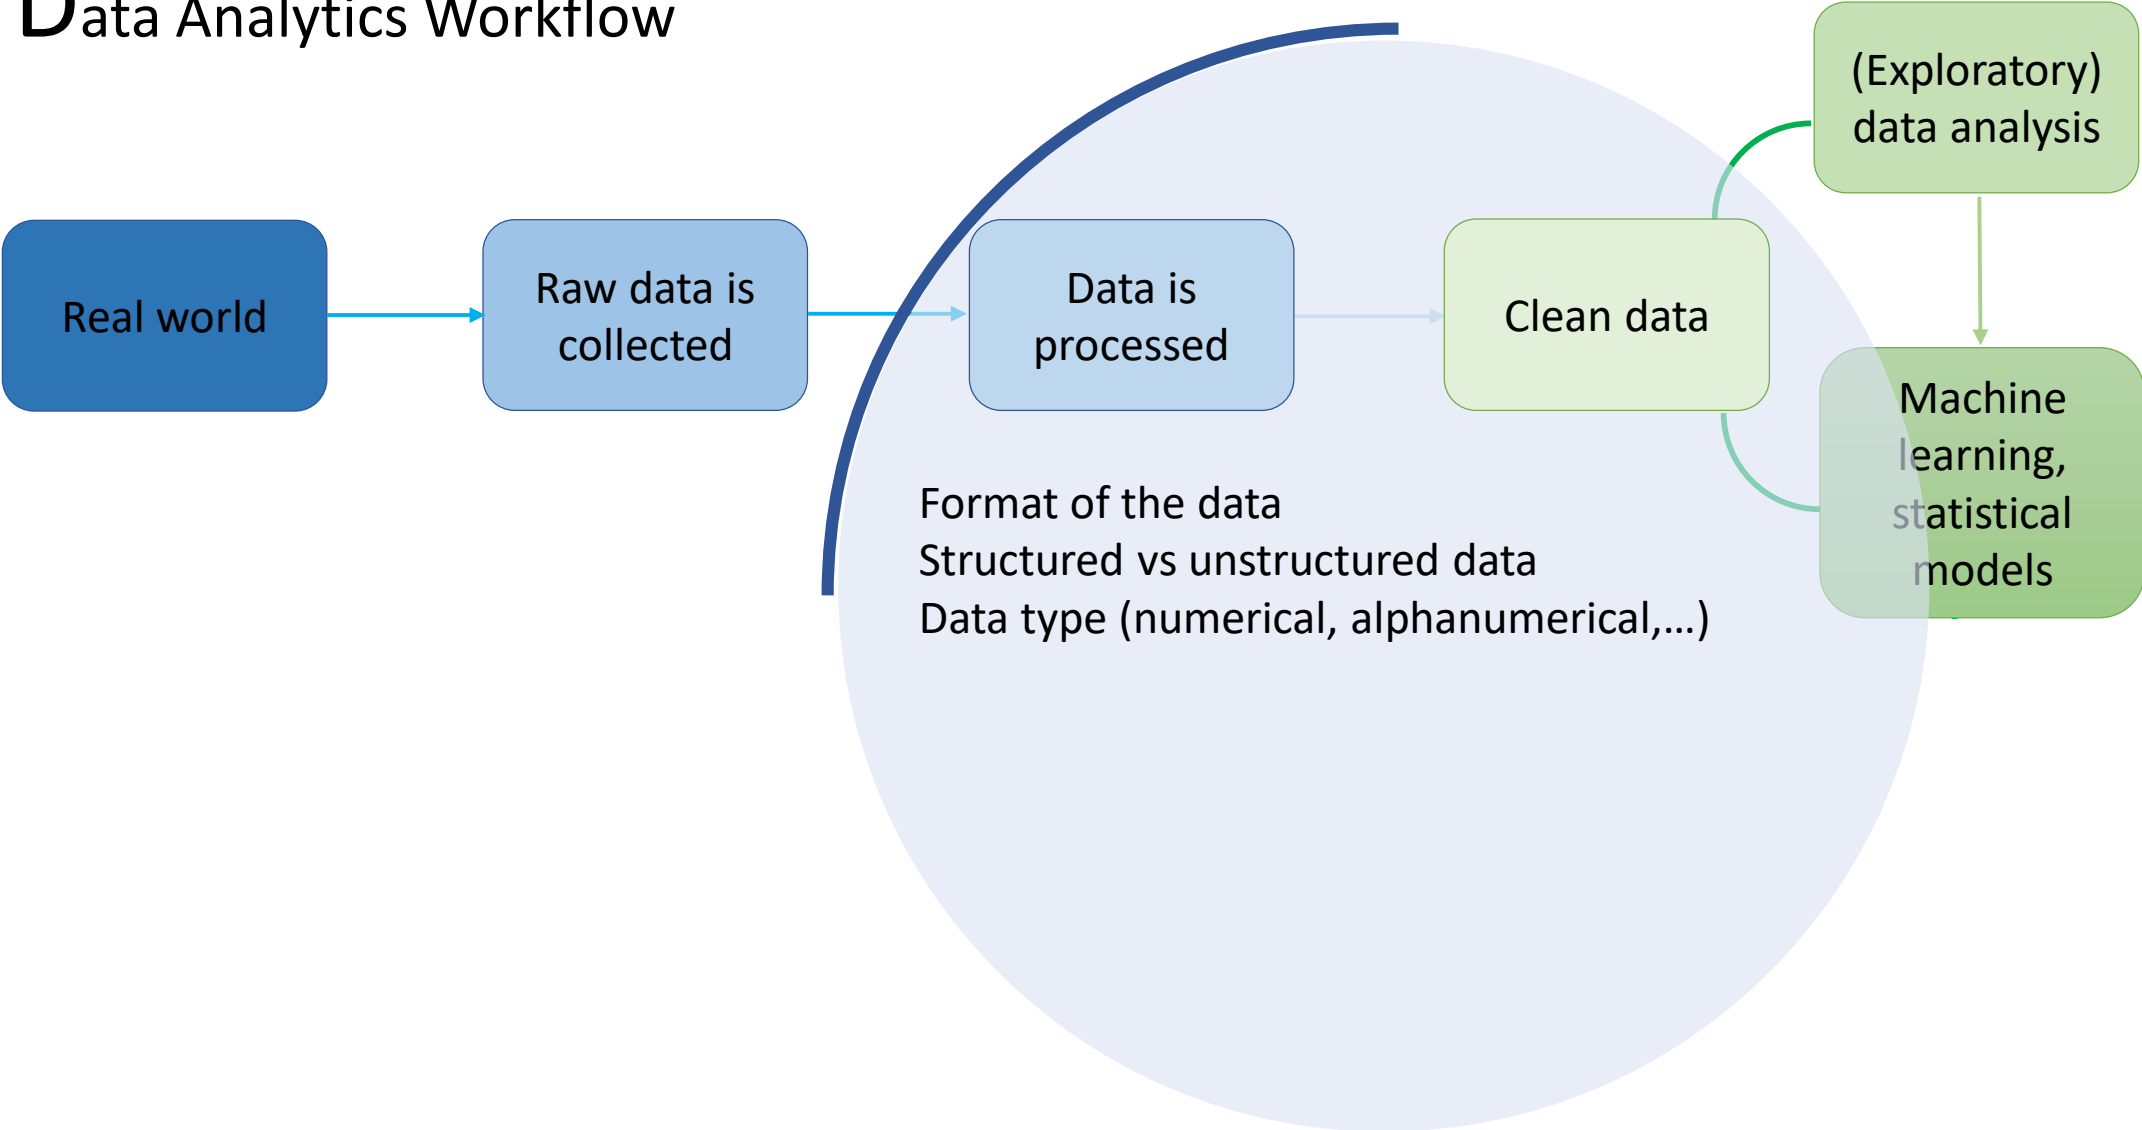 Data Analytics Workflow
(Exploratory)
data analysis
Real world
Raw data is
collected
Data is
processed
Clean data
Machine
learning,
statistical
models
Format of the data
Structured vs unstructured data
Data type (numerical, alphanumerical,...)